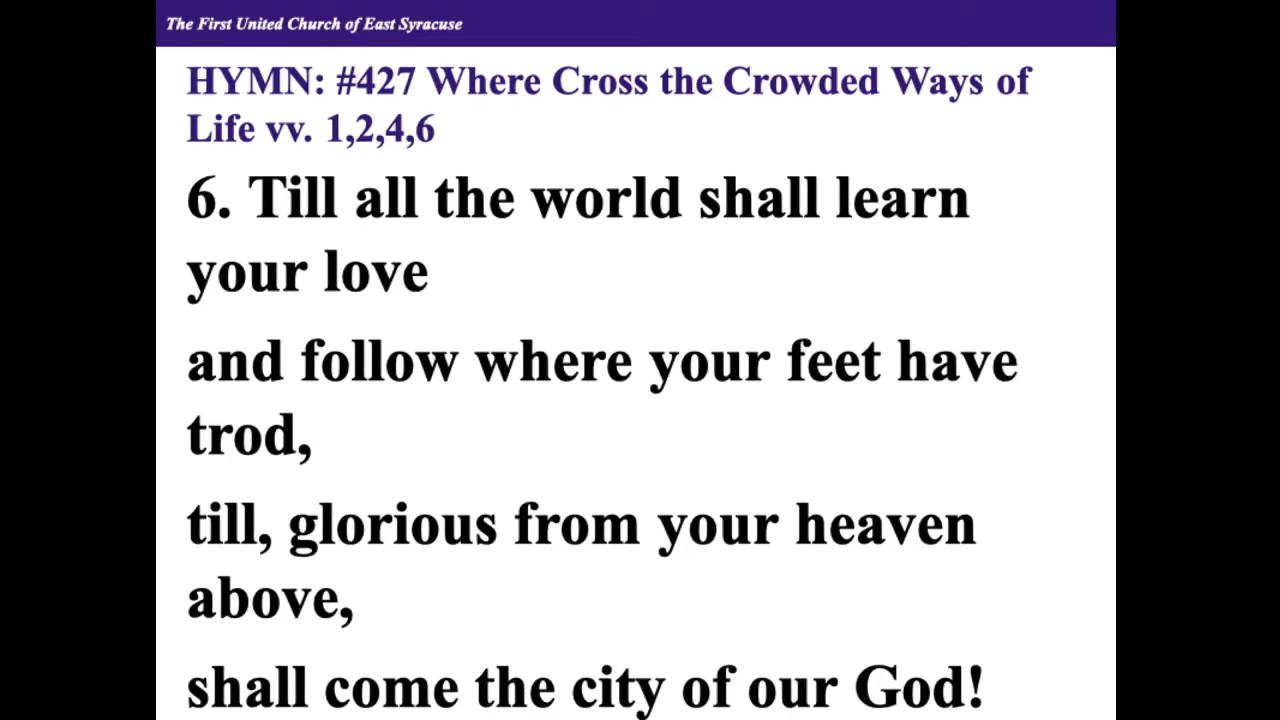 The First United Church of East Syracuse
HYMN: #427 Where Cross the Crowded Ways of
Life vv. 1,2,4,6
6. Till all the world shall learn
your love
and follow where your feet have
trod,
till, glorious from your heaven
above,
shall come the city of our God!